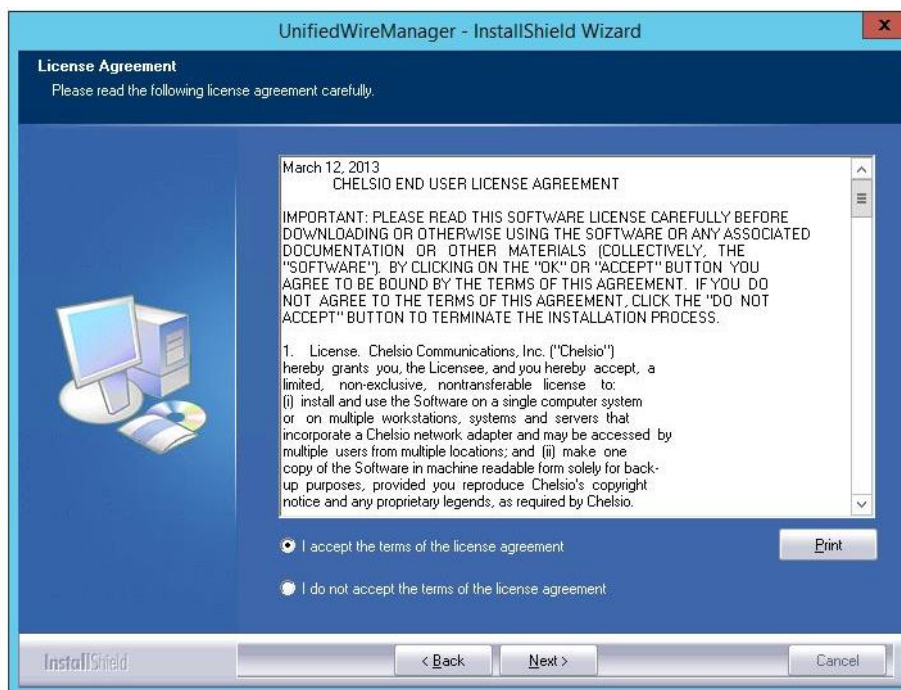 UnifiedWireManager - InstallShield Wizard
x
License Agreement
Please read the following license agreement carefully.
March 12, 2013
CHELSIO END USER LICENSE AGREEMENT
IMPORTANT: PLEASE READ THIS SOFTWARE LICENSE CAREFULLY BEFORE
DOWNLOADING OR OTHERWISE USING THE SOFTWARE OR ANY ASSOCIATED
DOCUMENTATION OR OTHER MATERIALS (COLLECTIVELY, THE
"SOFTWARE"). BY CLICKING ON THE "OK" OR "ACCEPT" BUTTON YOU
AGREE TO BE BOUND BY THE TERMS OF THIS AGREEMENT. IF YOU DO
NOT AGREE TO THE TERMS OF THIS AGREEMENT, CLICK THE "DO NOT
ACCEPT" BUTTON TO TERMINATE THE INSTALLATION PROCESS.
1. License. Chelsio Communications, Inc. ("Chelsio")
hereby grants you, the Licensee, and you hereby accept, a
limited, non-exclusive, nontransferable license to:
(i) install and use the Software on a single computer system
or on multiple workstations, systems and servers that
incorporate a Chelsio network adapter and may be accessed by
multiple users from multiple locations; and (ii) make one
copy of the Software in machine readable form solely for back-
up purposes, provided you reproduce Chelsio's copyright
notice and any proprietary legends, as required by Chelsio.
I accept the terms of the license agreement
Print
I do not accept the terms of the license agreement
InstallShield
< Back
Next >
Cancel